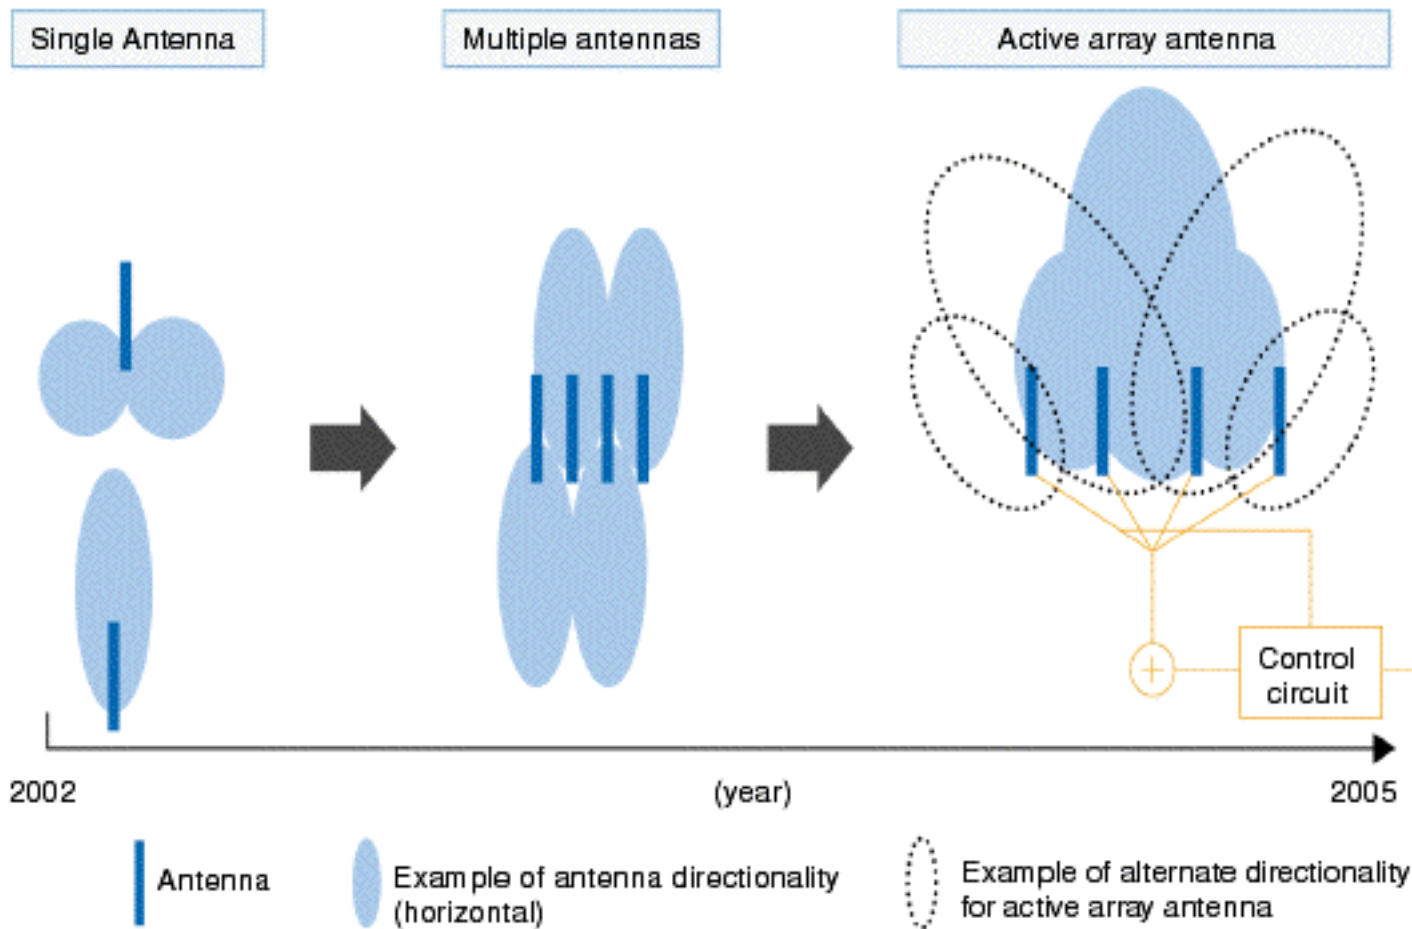 Single Antenna
Multiple antennas
Active array antenna
+
Control
circuit
2002
(year)
2005
Antenna
Example of antenna directionality
(horizontal)
Example of alternate directionality
for active array antenna